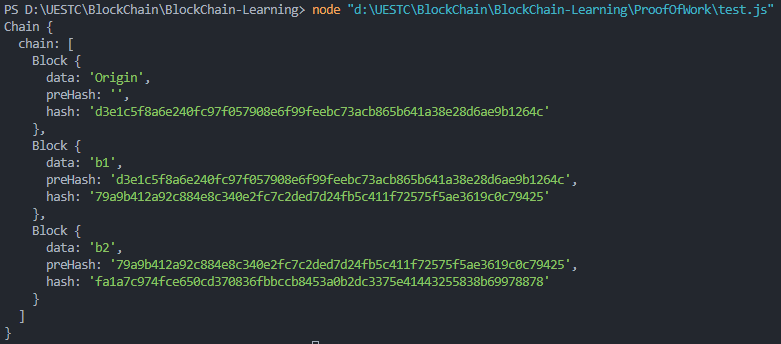 PS D:\UESTC\BlockChain\BlockChain-Learning> node "d:\UESTC\BlockChain\BlockChain-Learning\ProofOfWork\test.js"
Chain {
  chain: [
    Block {
      data: 'Origin',
      preHash: '',
      hash: 'd3e1c5f8a6e240fc97f057908e6f99feebc73acb865b641a38e28d6ae9b1264c'
    },
    Block {
      data: 'b1',
      preHash: 'd3e1c5f8a6e240fc97f057908e6f99feebc73acb865b641a38e28d6ae9b1264c',
      hash: '79a9b412a92c884e8c340e2fc7c2ded7d24fb5c411f72575f5ae3619c0c79425'
    },
    Block {
      data: 'b2',
      preHash: '79a9b412a92c884e8c340e2fc7c2ded7d24fb5c411f72575f5ae3619c0c79425',
      hash: 'fa1a7c974fce650cd370836fbbccb8453a0b2dc3375e41443255838b69978878'
    }
  ]
}